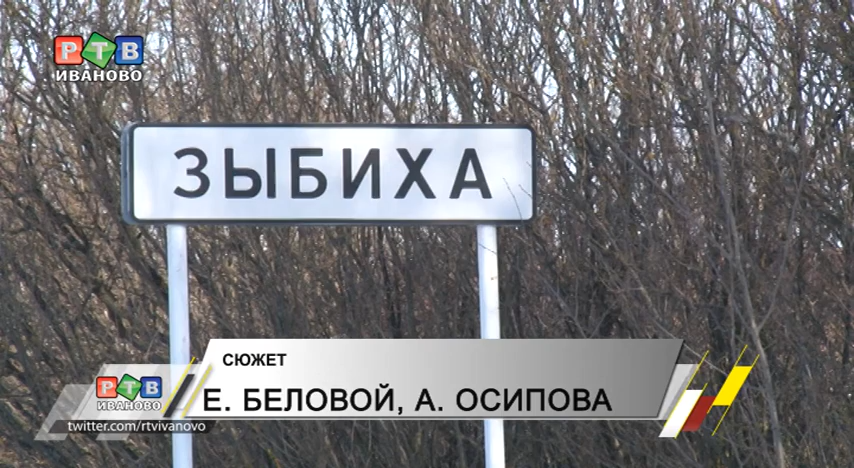 РТВ
ИВАНОВО
ЗЫБИХА
СЮЖЕТ
Е. БЕЛОВОЙ, А. ОСИПОВА
РТВ
ИВАНОВО
twitter.com/rtvivanovo